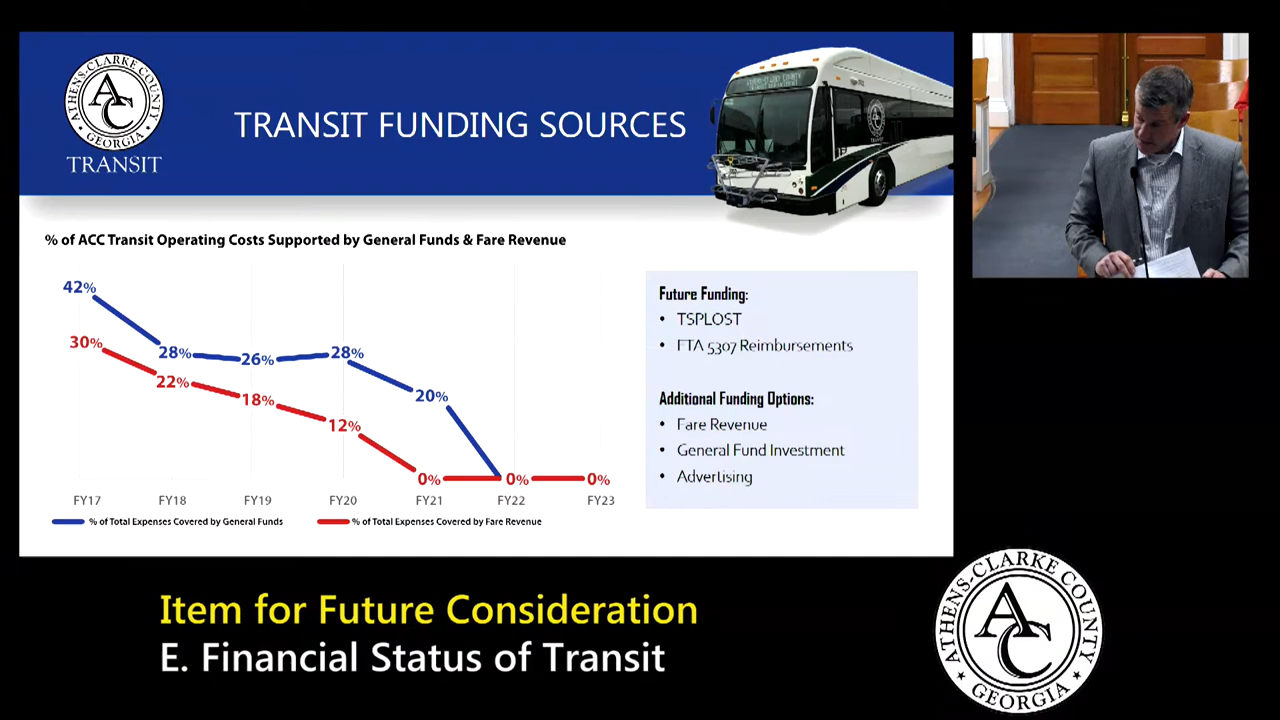 ATHENS-CLARKE COUNTY
AC
GEORGIA
TRANSIT
TRANSIT FUNDING SOURCES
% of ACC Transit Operating Costs Supported by General Funds & Fare Revenue
42%
28%
26%
28%
20%
30%
22%
18%
12%
0%
0%
0%
FY17 FY18 FY19 FY20 FY21 FY22 FY23
% of Total Expenses Covered by General Funds
% of Total Expenses Covered by Fare Revenue
Future Funding:
• TSPLOST
• FTA 5307 Reimbursements
Additional Funding Options:
• Fare Revenue
• General Fund Investment
• Advertising
Item for Future Consideration
E. Financial Status of Transit
ATHENS-CLARKE COUNTY
AC
GEORGIA